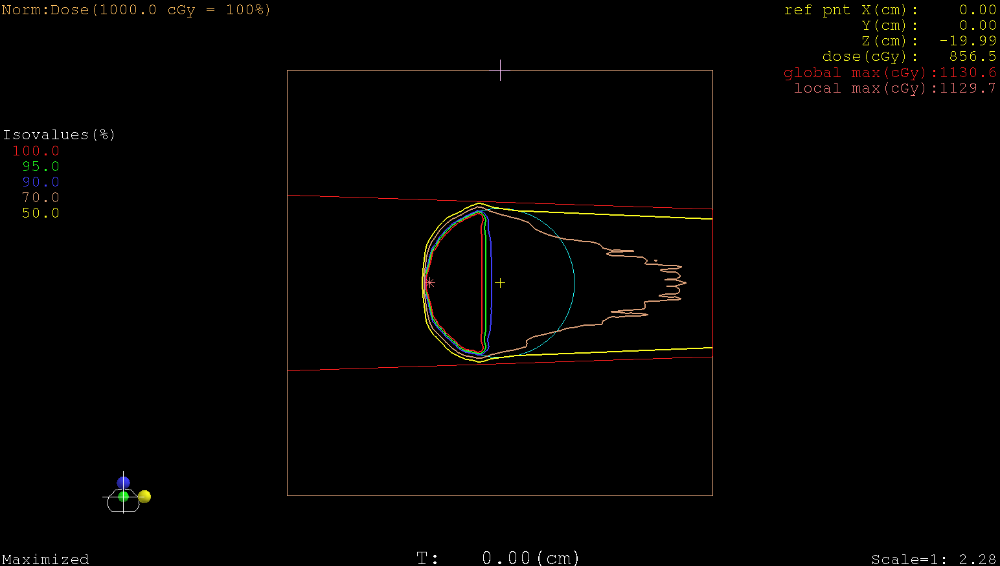 Norm:Dose(1000.0 cGy = 100%)
ref pnt X(cm): 0.00
Y(cm): 0.00
Z(cm): -19.99
dose(cGy): 856.5
global max(cGy):1130.6
local max(cGy):1129.7
Isovalues(%)
100.0
95.0
90.0
70.0
50.0
Maximized
T: 0.00(cm)
Scale=1: 2.28